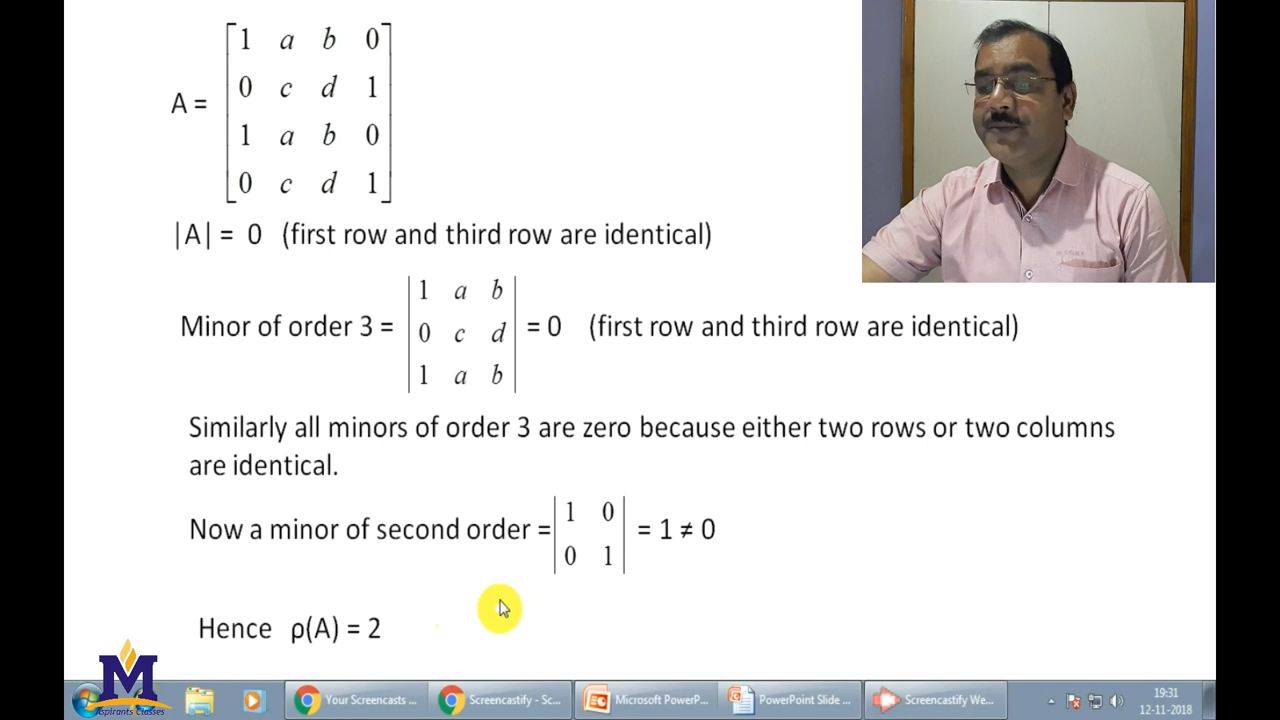 A = [1 a b 0
0 c d 1
1 a b 0
0 c d 1]
|A| = 0 (first row and third row are identical)
Minor of order 3 = |1 a b
0 c d
1 a b| = 0 (first row and third row are identical)
Similarly all minors of order 3 are zero because either two rows or two columns
are identical.
Now a minor of second order = |1 0
0 1| = 1 ≠ 0
Hence ρ(A) = 2
M
Aspirants Classes
Your Screencasts ... Screencastify - Sc... Microsoft PowerP... PowerPoint Slide ... Screencastify We...
19:31
12-11-2018